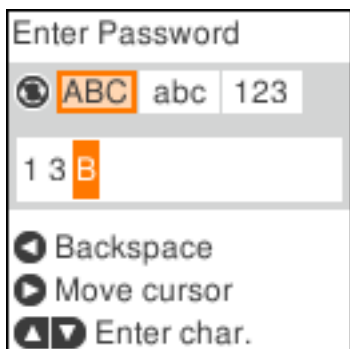 Enter Password
ABC abc 123
1 3 B
Backspace
Move cursor
Enter char.